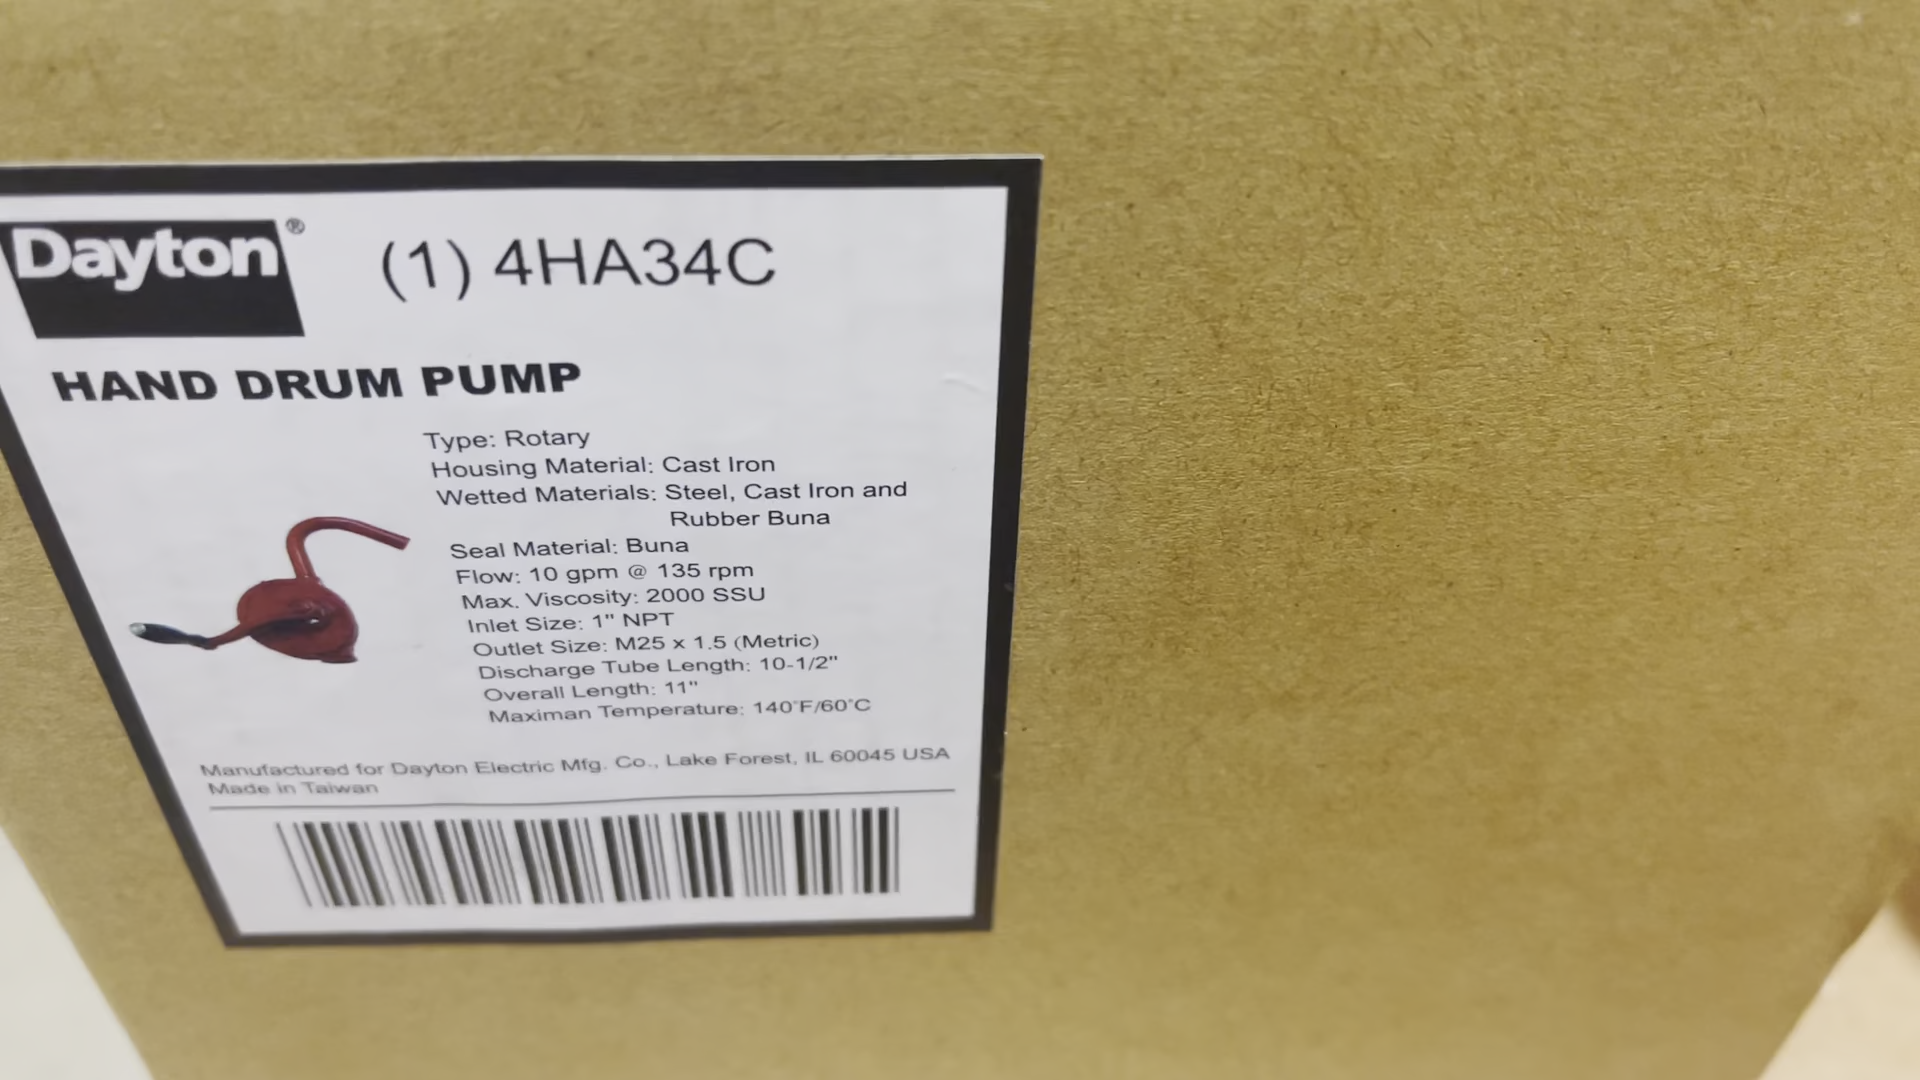 Dayton®
(1) 4HA34C
HAND DRUM PUMP
Type: Rotary
Housing Material: Cast Iron
Wetted Materials: Steel, Cast Iron and
Rubber Buna
Seal Material: Buna
Flow: 10 gpm @ 135 rpm
Max. Viscosity: 2000 SSU
Inlet Size: 1" NPT
Outlet Size: M25 x 1.5 (Metric)
Discharge Tube Length: 10-1/2"
Overall Length: 11"
Maximan Temperature: 140°F/60°C
Manufactured for Dayton Electric Mfg. Co., Lake Forest, IL 60045 USA
Made in Taiwan